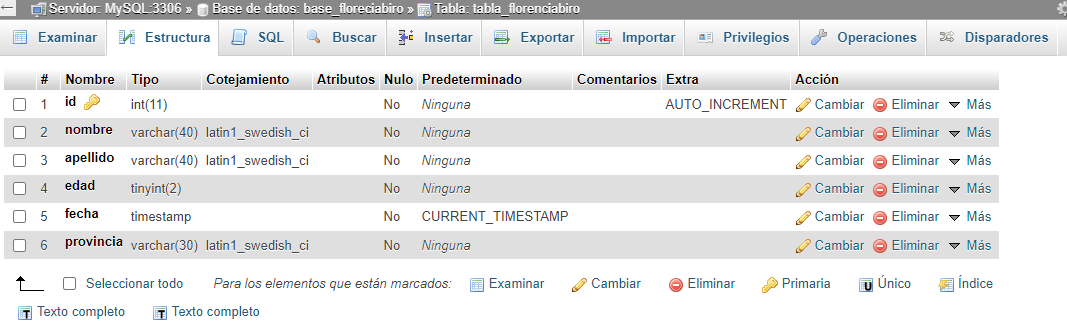 Servidor: MySQL:3306 » Base de datos: base_floreciabiro » Tabla: tabla_florenciabiro
Examinar Estructura SQL Buscar Insertar Exportar Importar Privilegios Operaciones Disparadores
# Nombre Tipo Cotejamiento Atributos Nulo Predeterminado Comentarios Extra Acción
1 id int(11) No Ninguna AUTO_INCREMENT Cambiar Eliminar Más
2 nombre varchar(40) latin1_swedish_ci No Ninguna Cambiar Eliminar Más
3 apellido varchar(40) latin1_swedish_ci No Ninguna Cambiar Eliminar Más
4 edad tinyint(2) No Ninguna Cambiar Eliminar Más
5 fecha timestamp No CURRENT_TIMESTAMP Cambiar Eliminar Más
6 provincia varchar(30) latin1_swedish_ci No Ninguna Cambiar Eliminar Más
Seleccionar todo Para los elementos que están marcados: Examinar Cambiar Eliminar Primaria Único Índice
Texto completo Texto completo